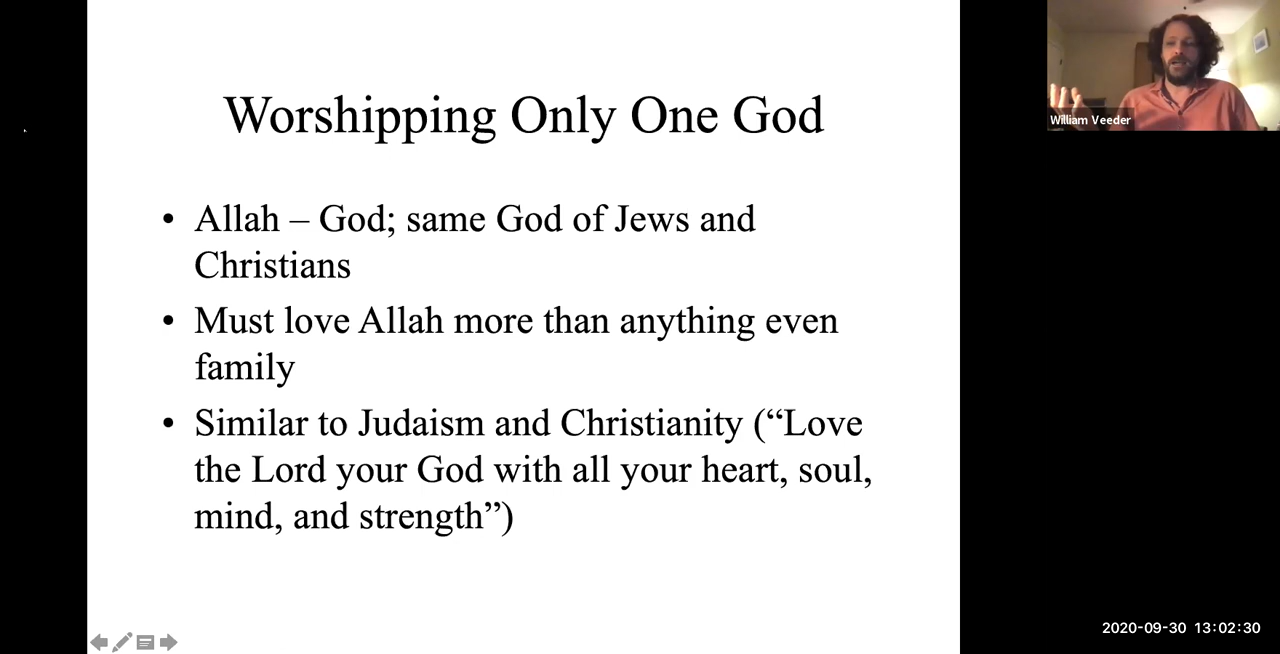 Worshipping Only One God
• Allah – God; same God of Jews and
Christians
• Must love Allah more than anything even
family
• Similar to Judaism and Christianity (“Love
the Lord your God with all your heart, soul,
mind, and strength”)
William Veeder
2020-09-30 13:02:30